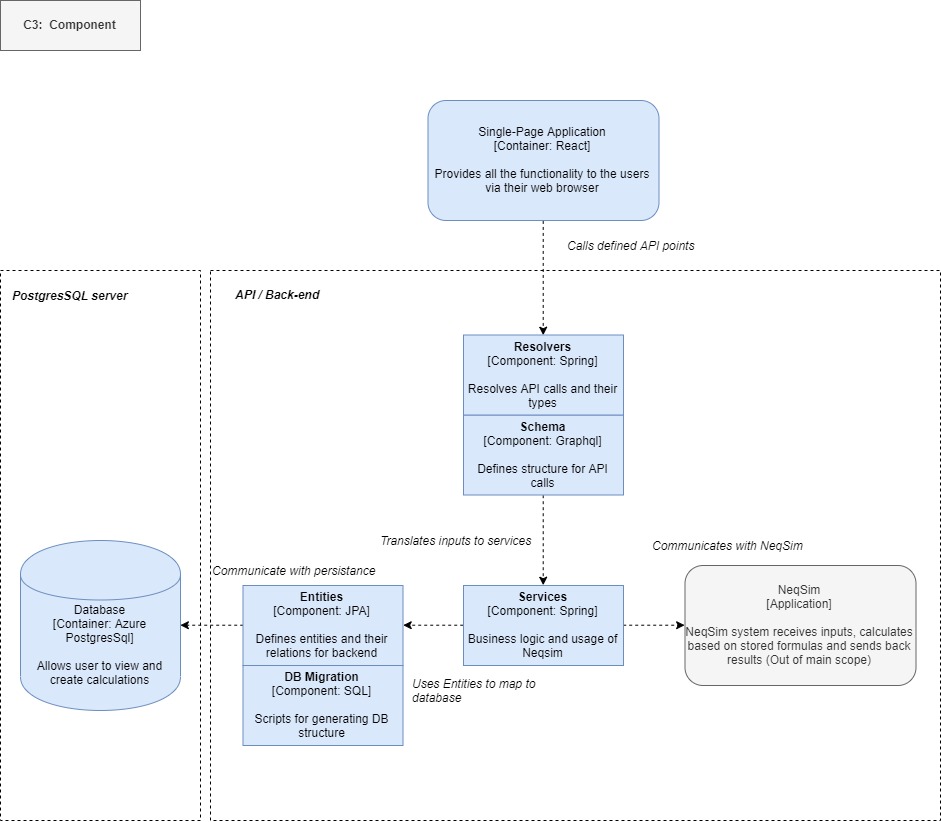 C3:  Component
Single-Page Application
[Container: React]
Provides all the functionality to the users
via their web browser
Calls defined API points
PostgresSQL server
API / Back-end
Resolvers
[Component: Spring]
Resolves API calls and their
types
Schema
[Component: Graphql]
Defines structure for API
calls
Translates inputs to services
Communicates with NeqSim
Communicate with persistance
Database
[Container: Azure
PostgresSql]
Allows user to view and
create calculations
Entities
[Component: JPA]
Defines entities and their
relations for backend
DB Migration
[Component: SQL]
Scripts for generating DB
structure
Services
[Component: Spring]
Business logic and usage of
Neqsim
Uses Entities to map to
database
NeqSim
[Application]
NeqSim system receives inputs, calculates
based on stored formulas and sends back
results (Out of main scope)